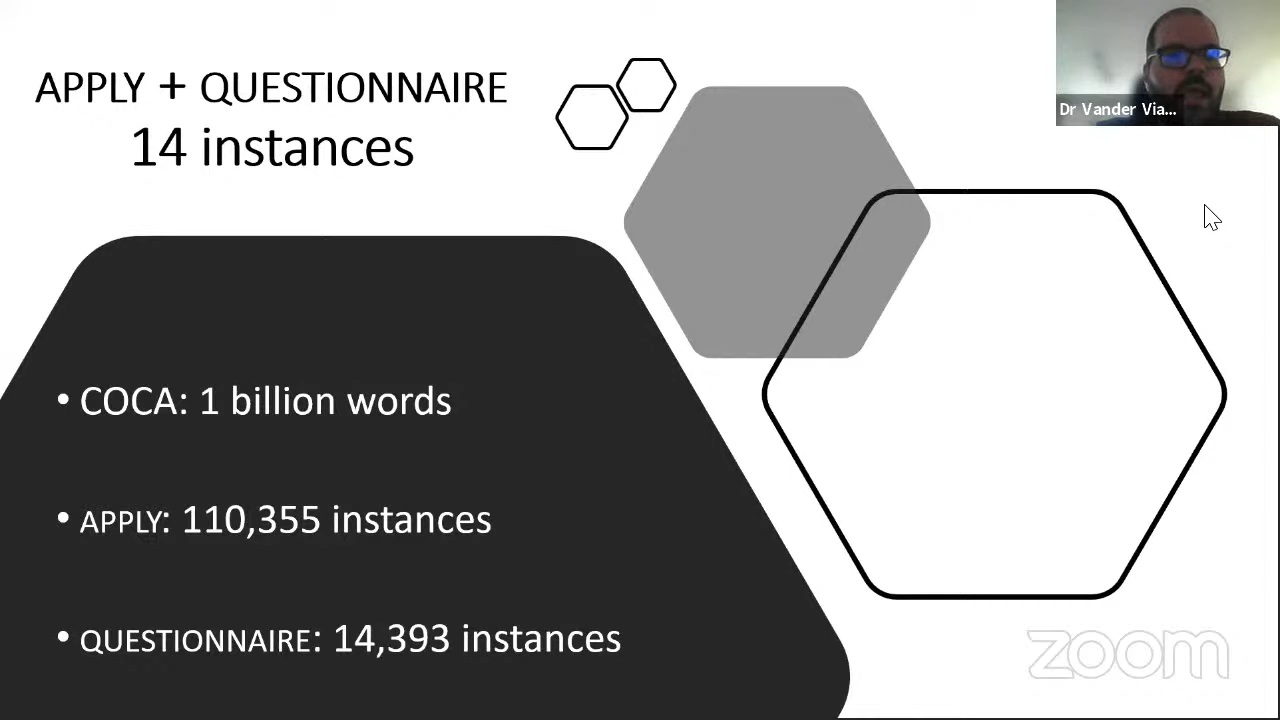 APPLY + QUESTIONNAIRE
14 instances
Dr Vander Via...
• COCA: 1 billion words
• APPLY: 110,355 instances
• QUESTIONNAIRE: 14,393 instances
zoom